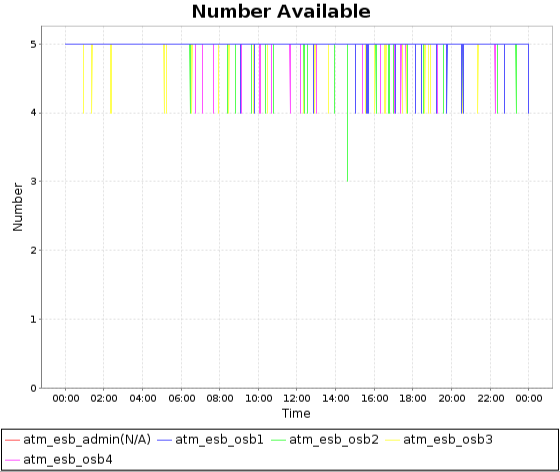 Number Available
5
4
3
2
1
0
Number
00:00 02:00 04:00 06:00 08:00 10:00 12:00 14:00 16:00 18:00 20:00 22:00 00:00
Time
atm_esb_admin(N/A) atm_esb_osb1 atm_esb_osb2 atm_esb_osb3
atm_esb_osb4